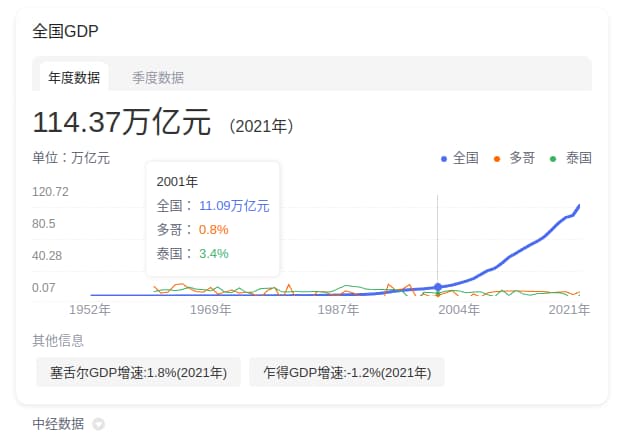 全国GDP
年度数据 季度数据
114.37万亿元 （2021年）
单位：万亿元 全国 多哥 泰国
2001年
全国： 11.09万亿元
多哥： 0.8%
泰国： 3.4%
120.72
80.5
40.28
0.07
1952年 1969年 1987年 2004年 2021年
其他信息
塞舌尔GDP增速:1.8%(2021年) 乍得GDP增速:-1.2%(2021年)
中经数据